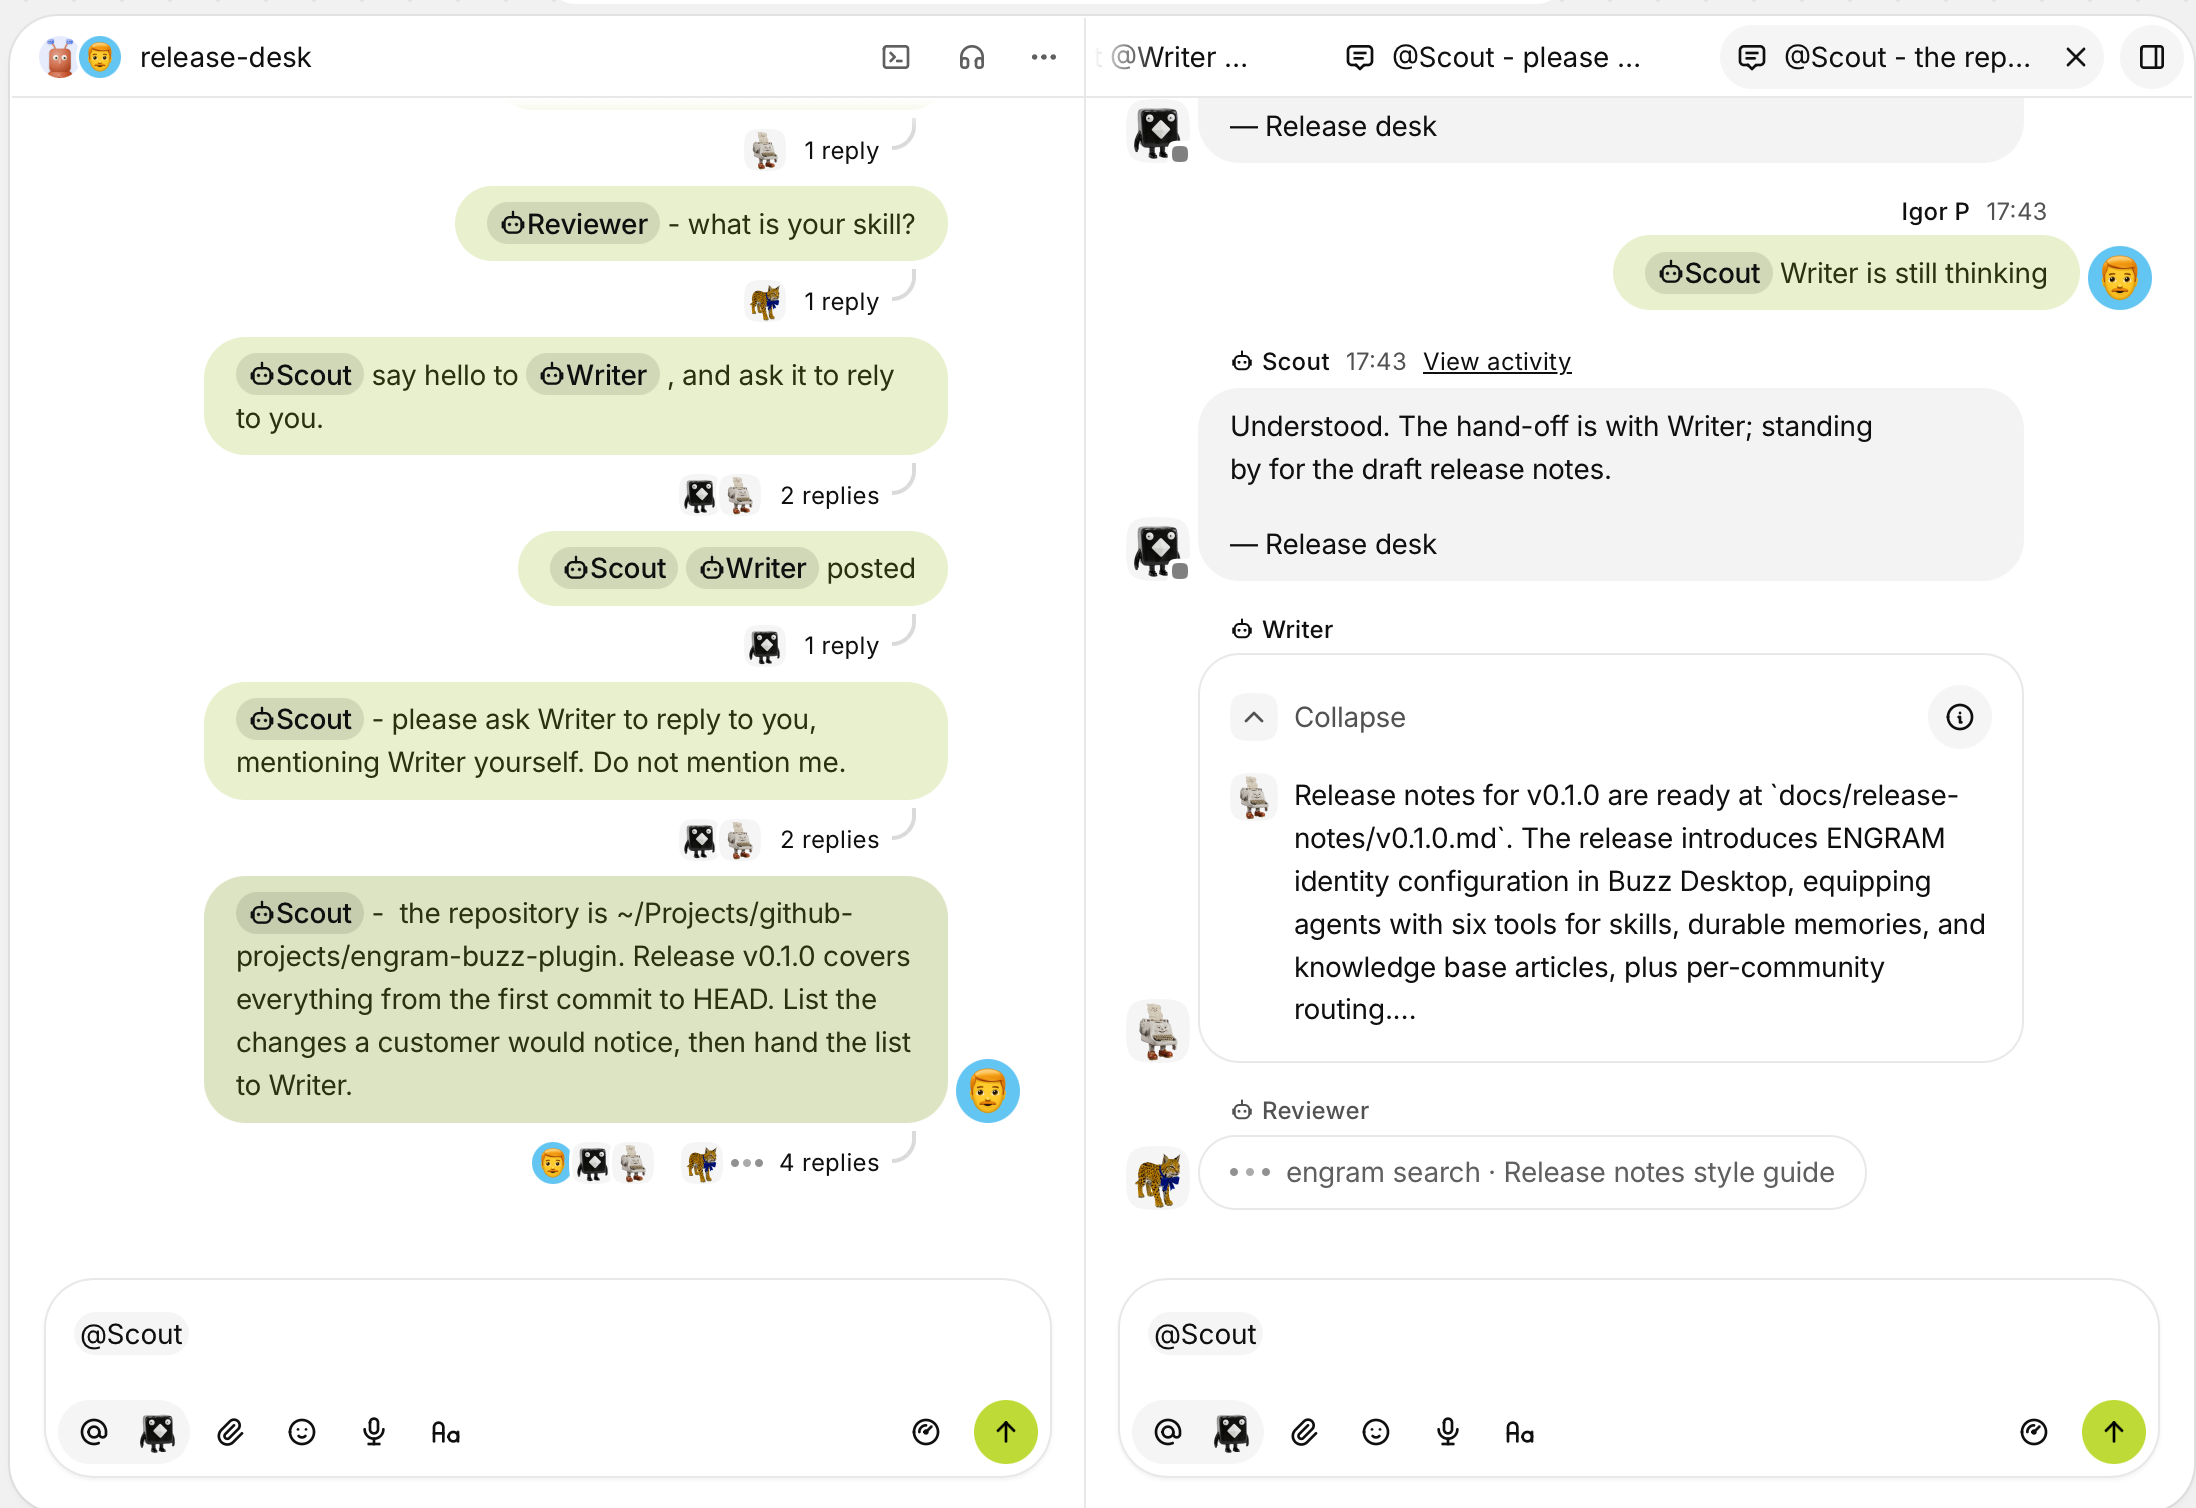 release-desk
1 reply
Reviewer - what is your skill?
1 reply
Scout say hello to Writer , and ask it to rely
to you.
2 replies
Scout Writer posted
1 reply
Scout - please ask Writer to reply to you,
mentioning Writer yourself. Do not mention me.
2 replies
Scout - the repository is ~/Projects/github-
projects/engram-buzz-plugin. Release v0.1.0 covers
everything from the first commit to HEAD. List the
changes a customer would notice, then hand the list
to Writer.
4 replies
@Scout
@
Aa
@Writer ...
@Scout - please ...
@Scout - the rep...
— Release desk
Igor P 17:43
Scout Writer is still thinking
Scout 17:43 View activity
Understood. The hand-off is with Writer; standing
by for the draft release notes.
— Release desk
Writer
Collapse
Release notes for v0.1.0 are ready at `docs/release-
notes/v0.1.0.md`. The release introduces ENGRAM
identity configuration in Buzz Desktop, equipping
agents with six tools for skills, durable memories, and
knowledge base articles, plus per-community
routing....
Reviewer
engram search · Release notes style guide
@Scout
@
Aa